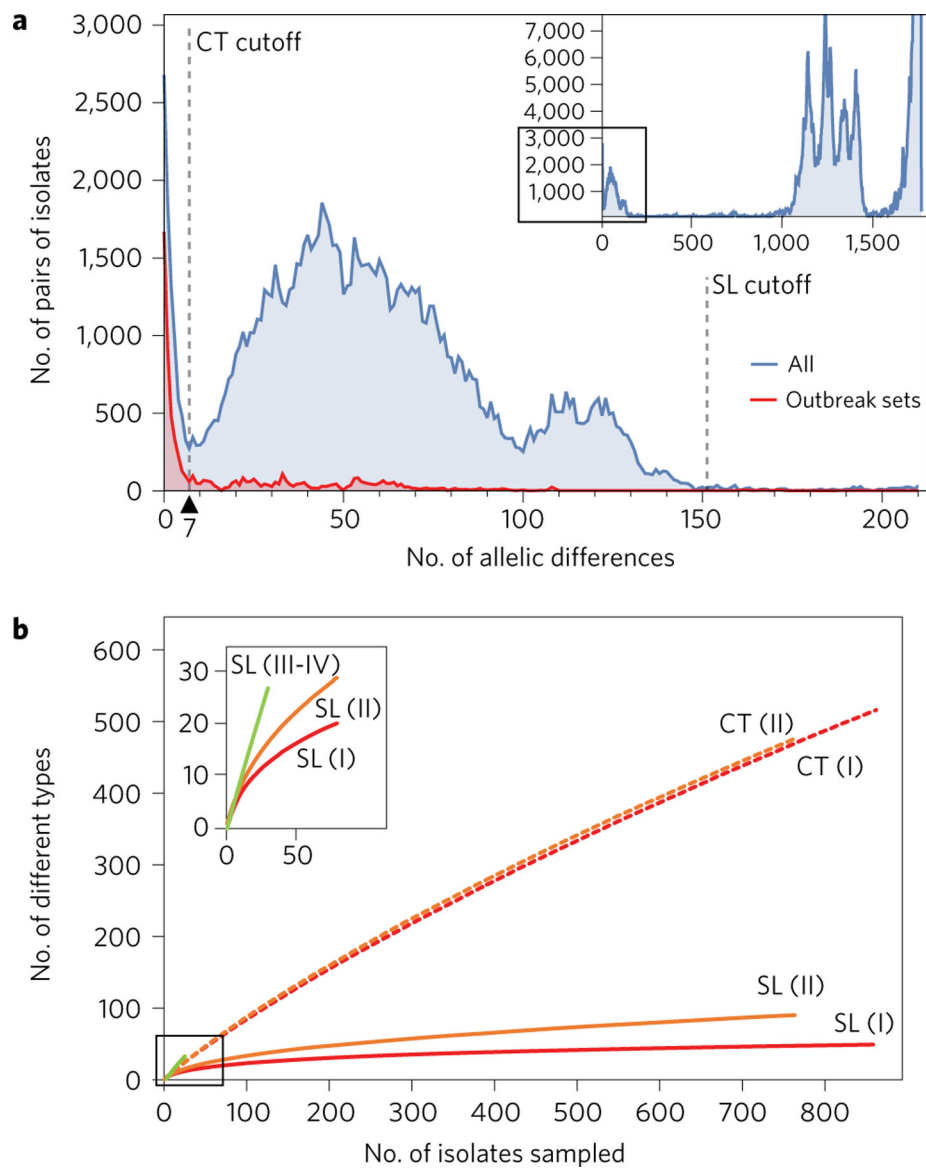 a
3,000
2,500
2,000
1,500
1,000
500
0
No. of pairs of isolates
CT cutoff
7,000
6,000
5,000
4,000
3,000
2,000
1,000
0
500
1,000
1,500
SL cutoff
All
Outbreak sets
0
7
50
100
150
200
No. of allelic differences
b
600
500
400
300
200
100
0
No. of different types
30
20
10
0
SL (III-IV)
SL (II)
SL (I)
0
50
CT (II)
CT (I)
SL (II)
SL (I)
0
100
200
300
400
500
600
700
800
No. of isolates sampled